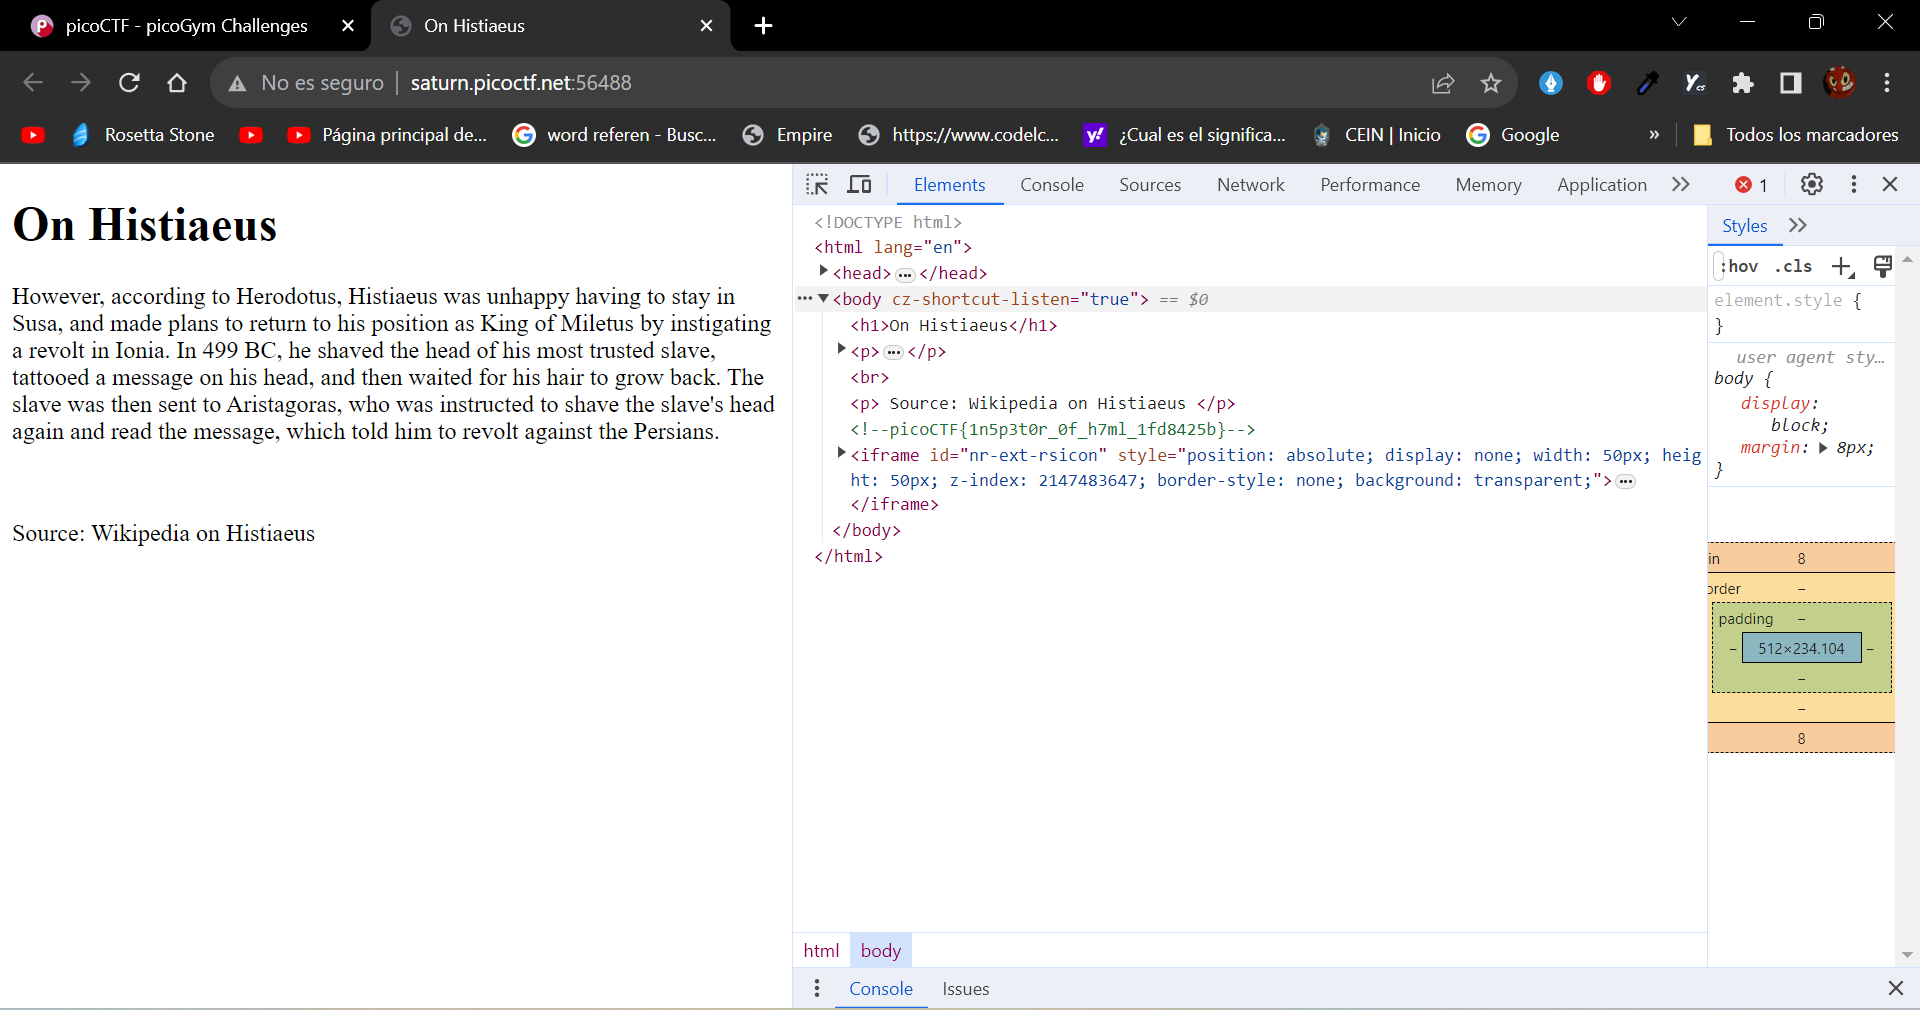 picoCTF - picoGym Challenges
On Histiaeus
No es seguro
saturn.picoctf.net:56488
Rosetta Stone
Página principal de...
word referen - Busc...
Empire
https://www.codelc...
¿Cual es el significa...
CEIN | Inicio
Google
»
Todos los marcadores
On Histiaeus
However, according to Herodotus, Histiaeus was unhappy having to stay in
Susa, and made plans to return to his position as King of Miletus by instigating
a revolt in Ionia. In 499 BC, he shaved the head of his most trusted slave,
tattooed a message on his head, and then waited for his hair to grow back. The
slave was then sent to Aristagoras, who was instructed to shave the slave's head
again and read the message, which told him to revolt against the Persians.
Source: Wikipedia on Histiaeus
Elements
Console
Sources
Network
Performance
Memory
Application
1
<!DOCTYPE html>
<html lang="en">
<head>…</head>
<body cz-shortcut-listen="true"> == $0
<h1>On Histiaeus</h1>
<p>…</p>
<br>
<p> Source: Wikipedia on Histiaeus </p>
<!--picoCTF{1n5p3t0r_0f_h7ml_1fd8425b}-->
<iframe id="nr-ext-rsicon" style="position: absolute; display: none; width: 50px; heig
ht: 50px; z-index: 2147483647; border-style: none; background: transparent;">…
</iframe>
</body>
</html>
Styles
:hov .cls
element.style {
}
user agent sty…
body {
display:
block;
margin: 8px;
}
in 8
order –
padding –
– 512×234.104 –
–
–
8
html body
Console
Issues